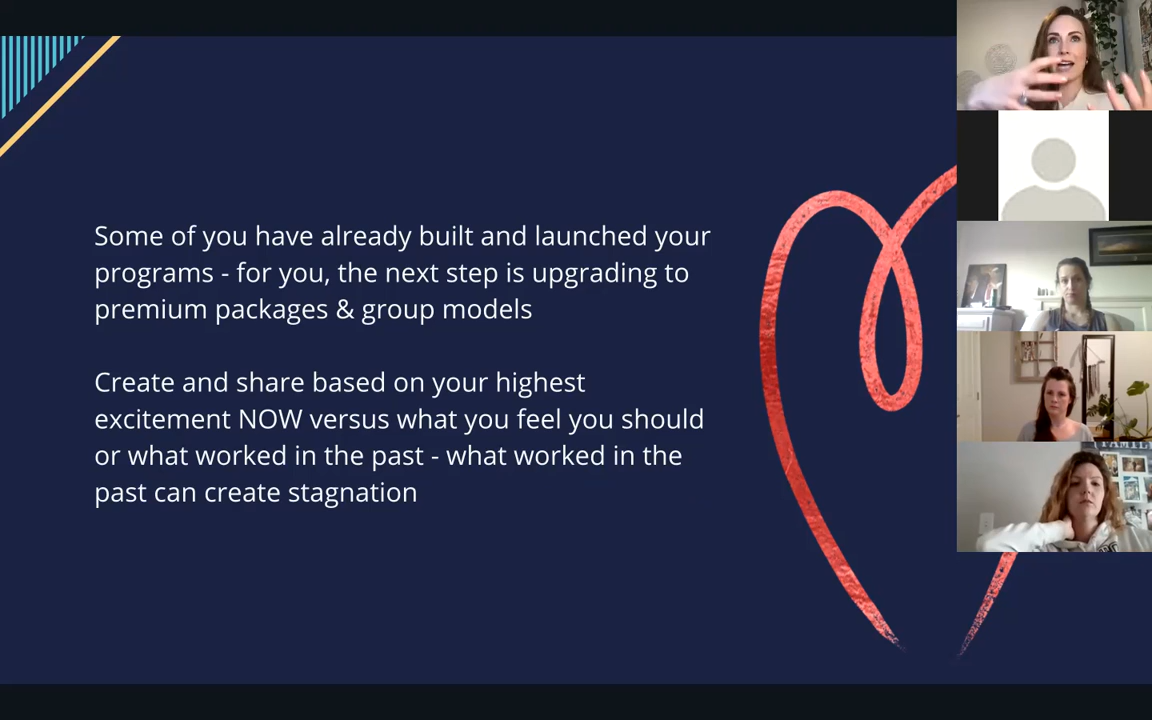 Some of you have already built and launched your
programs - for you, the next step is upgrading to
premium packages & group models
Create and share based on your highest
excitement NOW versus what you feel you should
or what worked in the past - what worked in the
past can create stagnation